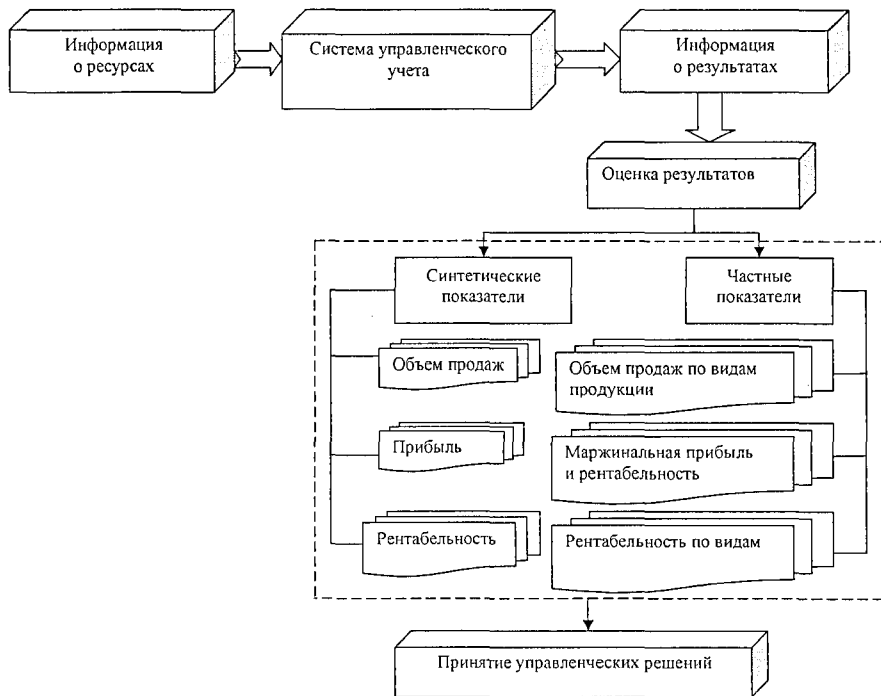 Информация
о ресурсах
Система управленческого
учета
Информация
о результатах
Оценка результатов
Синтетические
показатели
Частные
показатели
Объем продаж
Объем продаж по видам
продукции
Прибыль
Маржинальная прибыль
и рентабельность
Рентабельность
Рентабельность по видам
Принятие управленческих решений